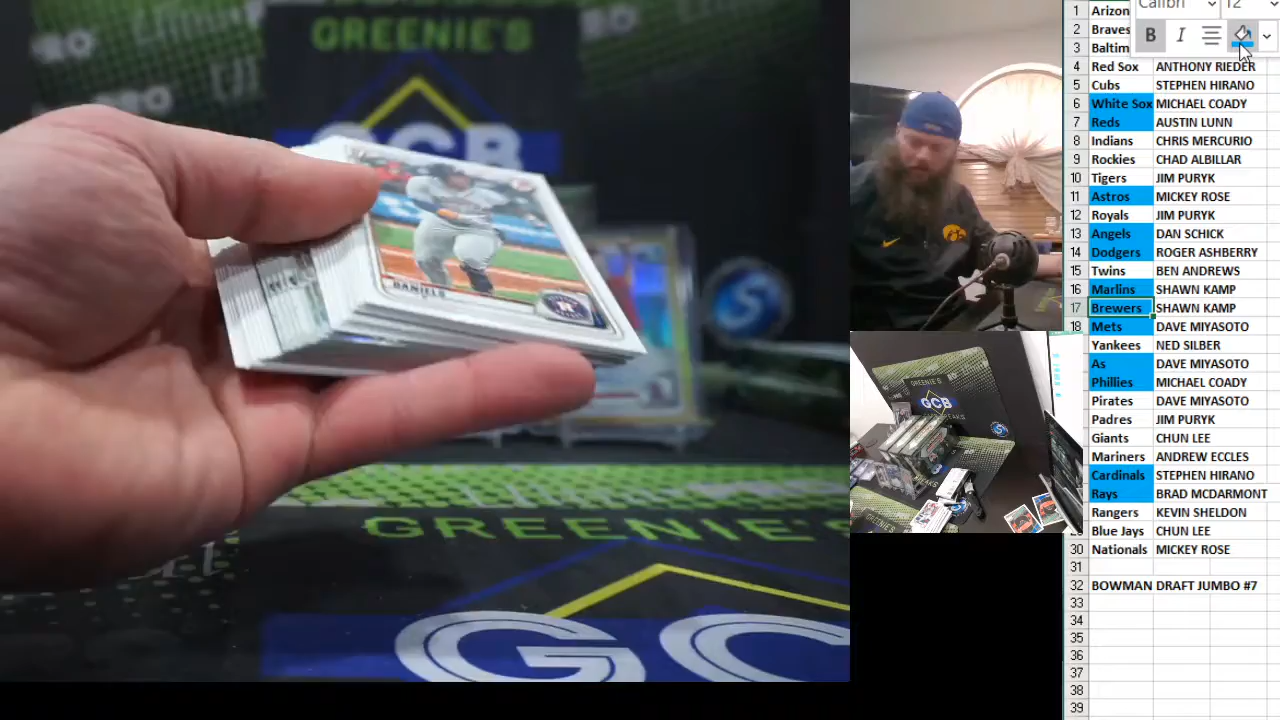 GREENIE'S
GCB
DANIELS
GREENIE'S
GC
GREENIE'S
GCB
Calibri 12
B I
1 Arizon
2 Braves
3 Baltim
4 Red Sox ANTHONY RIEDER
5 Cubs STEPHEN HIRANO
6 White Sox MICHAEL COADY
7 Reds AUSTIN LUNN
8 Indians CHRIS MERCURIO
9 Rockies CHAD ALBILLAR
10 Tigers JIM PURYK
11 Astros MICKEY ROSE
12 Royals JIM PURYK
13 Angels DAN SCHICK
14 Dodgers ROGER ASHBERRY
15 Twins BEN ANDREWS
16 Marlins SHAWN KAMP
17 Brewers SHAWN KAMP
18 Mets DAVE MIYASOTO
Yankees NED SILBER
As DAVE MIYASOTO
Phillies MICHAEL COADY
Pirates DAVE MIYASOTO
Padres JIM PURYK
Giants CHUN LEE
Mariners ANDREW ECCLES
Cardinals STEPHEN HIRANO
Rays BRAD MCDARMONT
Rangers KEVIN SHELDON
Blue Jays CHUN LEE
30 Nationals MICKEY ROSE
31
32 BOWMAN DRAFT JUMBO #7
33
34
35
36
37
38
39